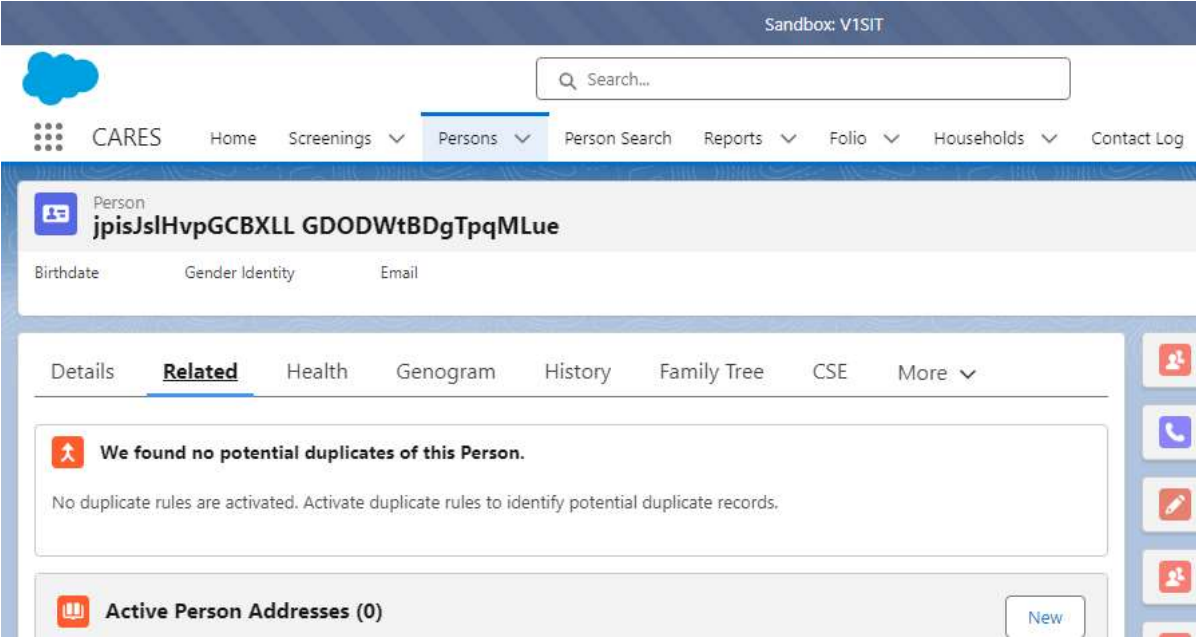 Sandbox: V1SIT
Search...
CARES Home Screenings Persons Person Search Reports Folio Households Contact Log
Person
jpisJslHvpGCBXLL GDODWtBDgTpqMLue
Birthdate Gender Identity Email
Details Related Health Genogram History Family Tree CSE More
We found no potential duplicates of this Person.
No duplicate rules are activated. Activate duplicate rules to identify potential duplicate records.
Active Person Addresses (0) New